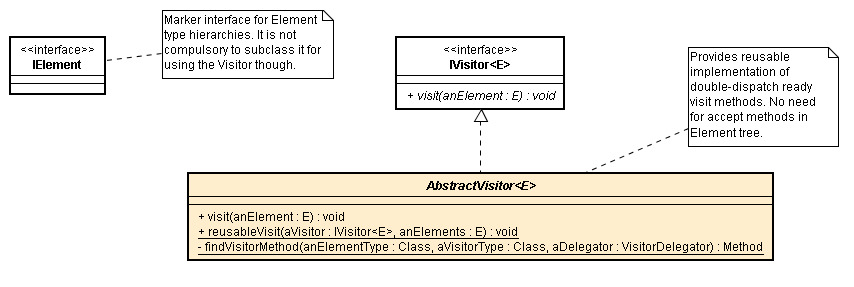 <<interface>>
IElement
Marker interface for Element
type hierarchies. It is not
compulsory to subclass it for
using the Visitor though.
<<interface>>
IVisitor<E>
+ visit(anElement : E) : void
Provides reusable
implementation of
double-dispatch ready
visit methods. No need
for accept methods in
Element tree.
AbstractVisitor<E>
+ visit(anElement : E) : void
+ reusableVisit(aVisitor : IVisitor<E>, anElements : E) : void
- findVisitorMethod(anElementType : Class, aVisitorType : Class, aDelegator : VisitorDelegator) : Method